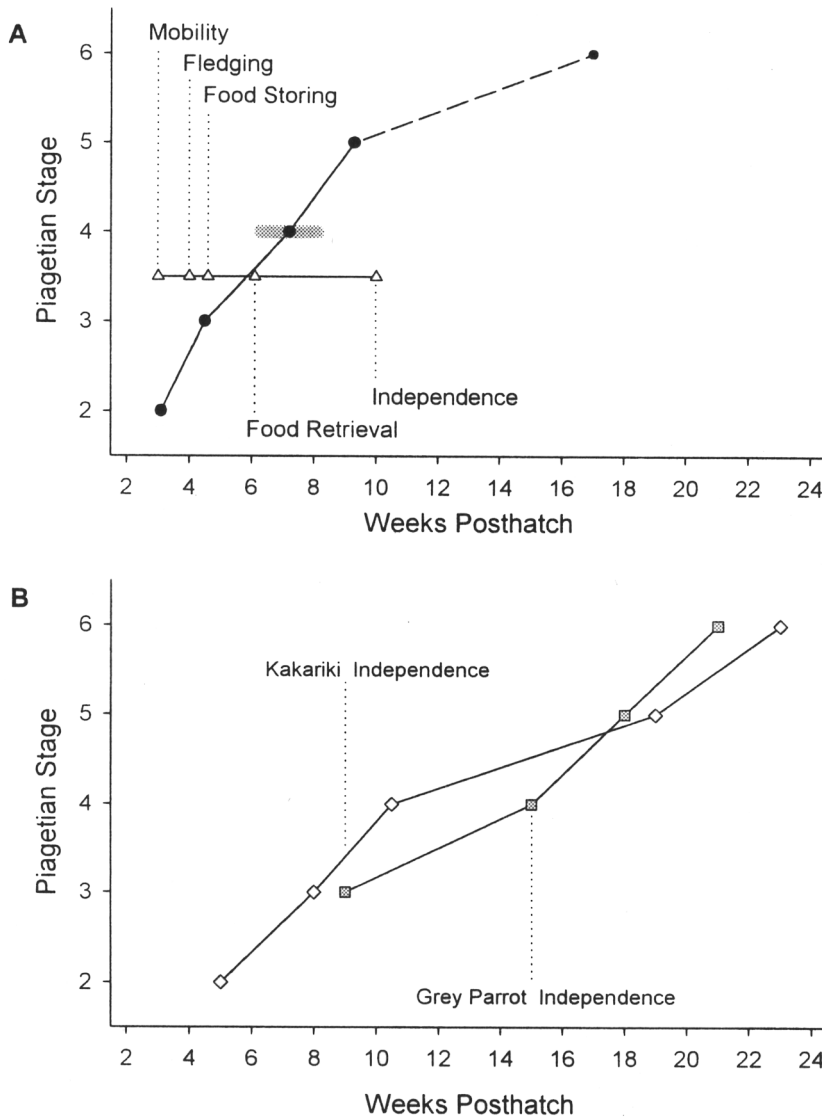 A
Mobility
Fledging
Food Storing
6
5
4
3
2
Piagetian Stage
Independence
Food Retrieval
2 4 6 8 10 12 14 16 18 20 22 24
Weeks Posthatch
B
6
5
4
3
2
Piagetian Stage
Kakariki Independence
Grey Parrot Independence
2 4 6 8 10 12 14 16 18 20 22 24
Weeks Posthatch